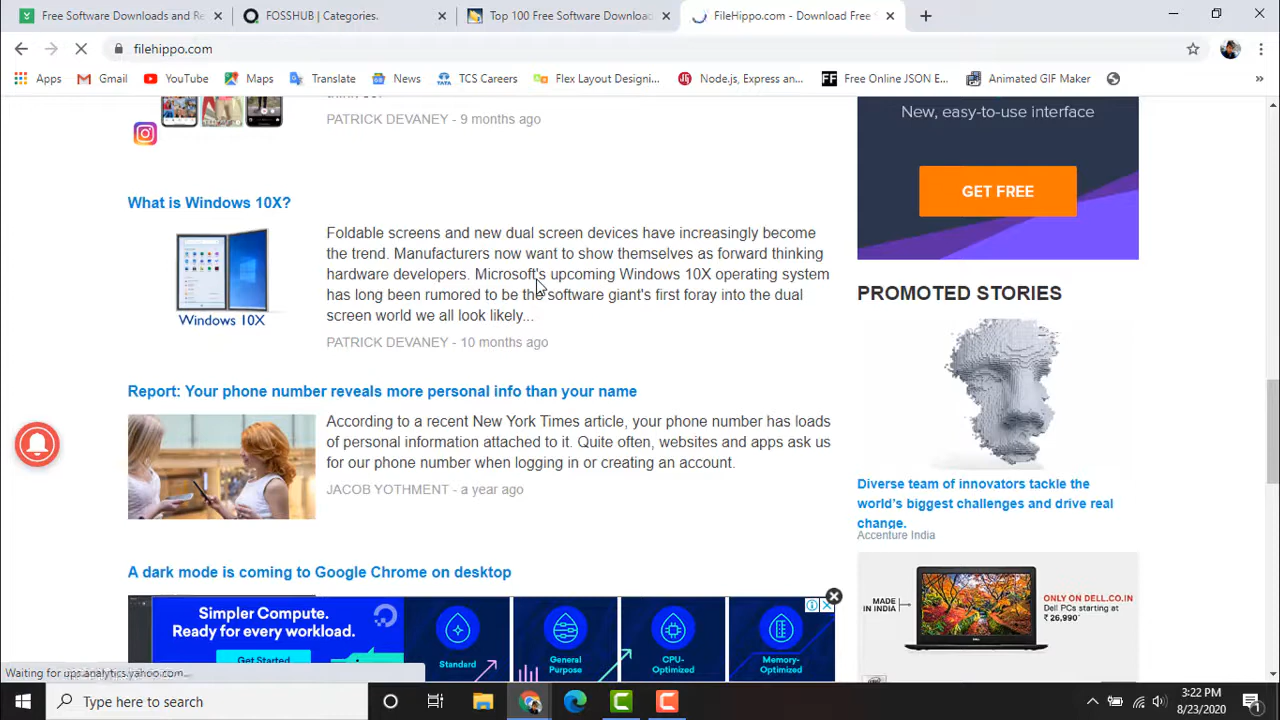 Free Software Downloads and Re
FOSSHUB | Categories.
Top 100 Free Software Download
FileHippo.com - Download Free
filehippo.com
Apps
Gmail
YouTube
Maps
Translate
News
TCS Careers
Flex Layout Designi...
Node.js, Express an...
Free Online JSON E...
Animated GIF Maker
»
PATRICK DEVANEY - 9 months ago
What is Windows 10X?
Foldable screens and new dual screen devices have increasingly become
the trend. Manufacturers now want to show themselves as forward thinking
hardware developers. Microsoft's upcoming Windows 10X operating system
has long been rumored to be the software giant's first foray into the dual
screen world we all look likely...
Windows 10X
PATRICK DEVANEY - 10 months ago
Report: Your phone number reveals more personal info than your name
According to a recent New York Times article, your phone number has loads
of personal information attached to it. Quite often, websites and apps ask us
for our phone number when logging in or creating an account.
JACOB YOTHMENT - a year ago
A dark mode is coming to Google Chrome on desktop
New, easy-to-use interface
GET FREE
PROMOTED STORIES
Diverse team of innovators tackle the
world's biggest challenges and drive real
change.
Accenture India
MADE
IN INDIA
ONLY ON DELL.CO.IN
Dell PCs starting at
₹ 26,990*
Simpler Compute.
Ready for every workload.
Get Started
Standard
General
Purpose
CPU-
Optimized
Memory-
Optimized
Waiting for ups.analytics.yahoo.com...
Type here to search
3:22 PM
8/23/2020
1